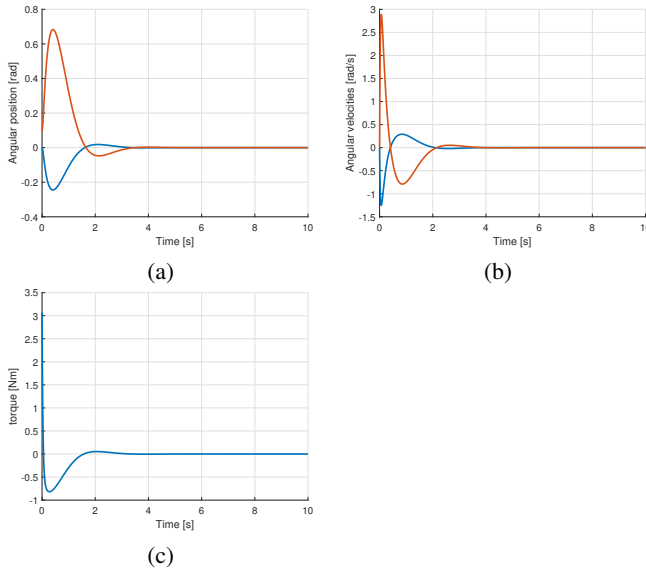 0.8
0.6
0.4
0.2
0
-0.2
-0.4
Angular position [rad]
0 2 4 6 8 10
Time [s]
(a)
3
2.5
2
1.5
1
0.5
0
-0.5
-1
-1.5
Angular velocities [rad/s]
0 2 4 6 8 10
Time [s]
(b)
3.5
3
2.5
2
1.5
1
0.5
0
-0.5
-1
torque [Nm]
0 2 4 6 8 10
Time [s]
(c)